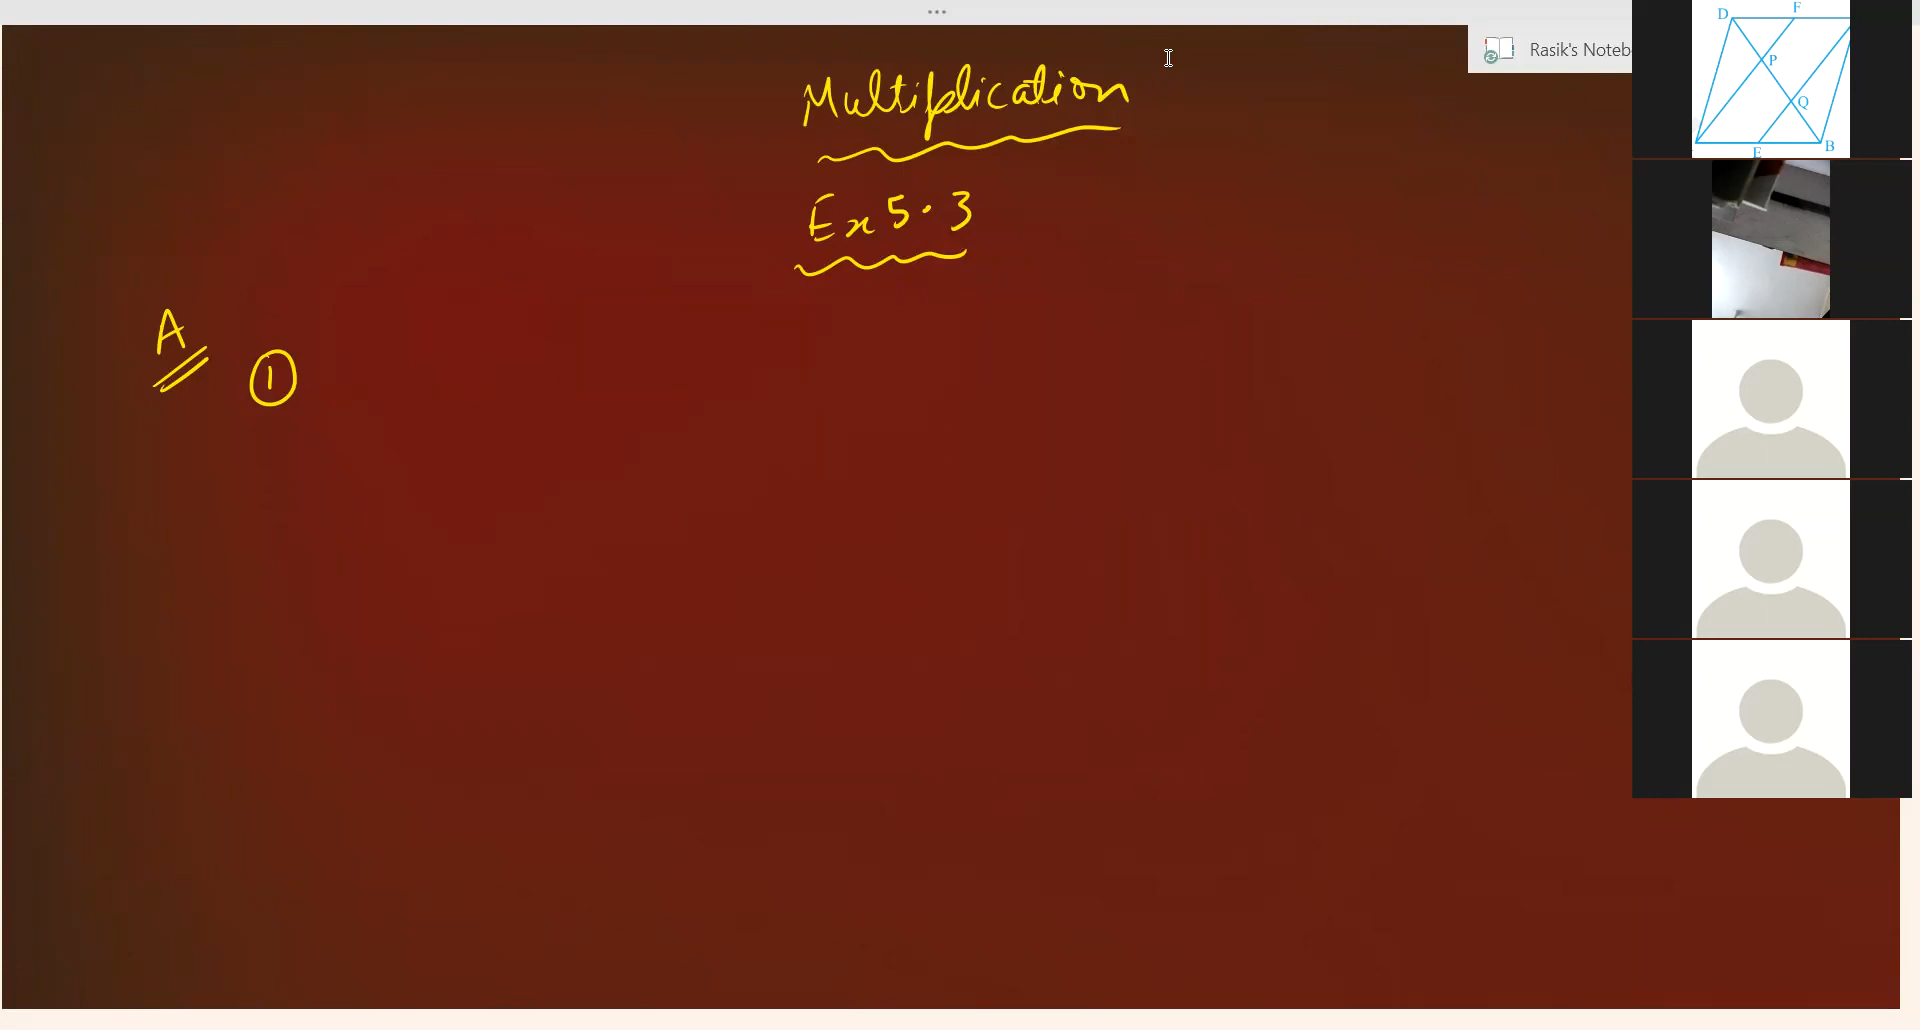 Multiplication
Ex 5.3
A
1
Rasik's Noteb
D F
P
Q
E B